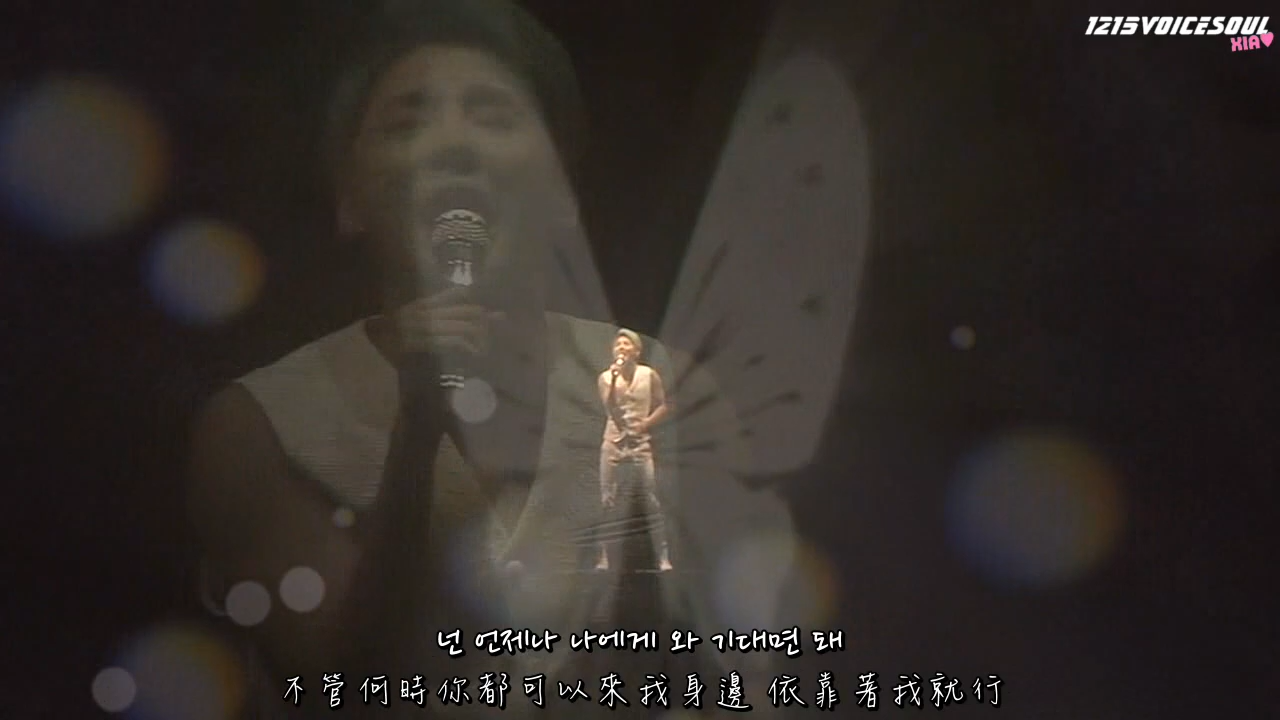 1215VOICESOUL
XIA♥
넌 언제나 나에게 와 기대면 돼
不管何時你都可以來我身邊 依靠著我就行